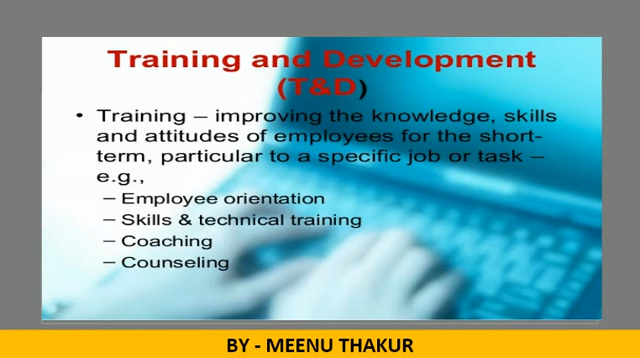 Training and Development
(T&D)
• Training – improving the knowledge, skills
and attitudes of employees for the short-
term, particular to a specific job or task –
e.g.,
– Employee orientation
– Skills & technical training
– Coaching
– Counseling
BY - MEENU THAKUR